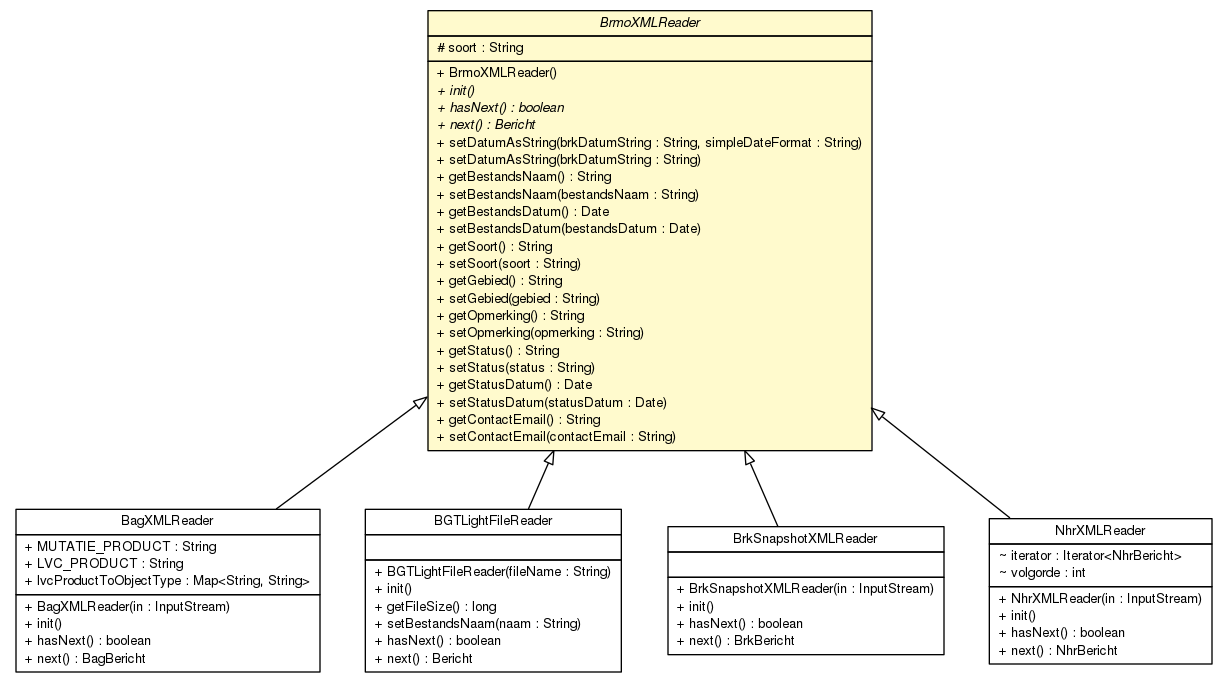 BrmoXMLReader
# soort : String
+ BrmoXMLReader()
+ init()
+ hasNext() : boolean
+ next() : Bericht
+ setDatumAsString(brkDatumString : String, simpleDateFormat : String)
+ setDatumAsString(brkDatumString : String)
+ getBestandsNaam() : String
+ setBestandsNaam(bestandsNaam : String)
+ getBestandsDatum() : Date
+ setBestandsDatum(bestandsDatum : Date)
+ getSoort() : String
+ setSoort(soort : String)
+ getGebied() : String
+ setGebied(gebied : String)
+ getOpmerking() : String
+ setOpmerking(opmerking : String)
+ getStatus() : String
+ setStatus(status : String)
+ getStatusDatum() : Date
+ setStatusDatum(statusDatum : Date)
+ getContactEmail() : String
+ setContactEmail(contactEmail : String)
BagXMLReader
+ MUTATIE_PRODUCT : String
+ LVC_PRODUCT : String
+ lvcProductToObjectType : Map<String, String>
+ BagXMLReader(in : InputStream)
+ init()
+ hasNext() : boolean
+ next() : BagBericht
BGTLightFileReader
+ BGTLightFileReader(fileName : String)
+ init()
+ getFileSize() : long
+ setBestandsNaam(naam : String)
+ hasNext() : boolean
+ next() : Bericht
BrkSnapshotXMLReader
+ BrkSnapshotXMLReader(in : InputStream)
+ init()
+ hasNext() : boolean
+ next() : BrkBericht
NhrXMLReader
~ iterator : Iterator<NhrBericht>
~ volgorde : int
+ NhrXMLReader(in : InputStream)
+ init()
+ hasNext() : boolean
+ next() : NhrBericht